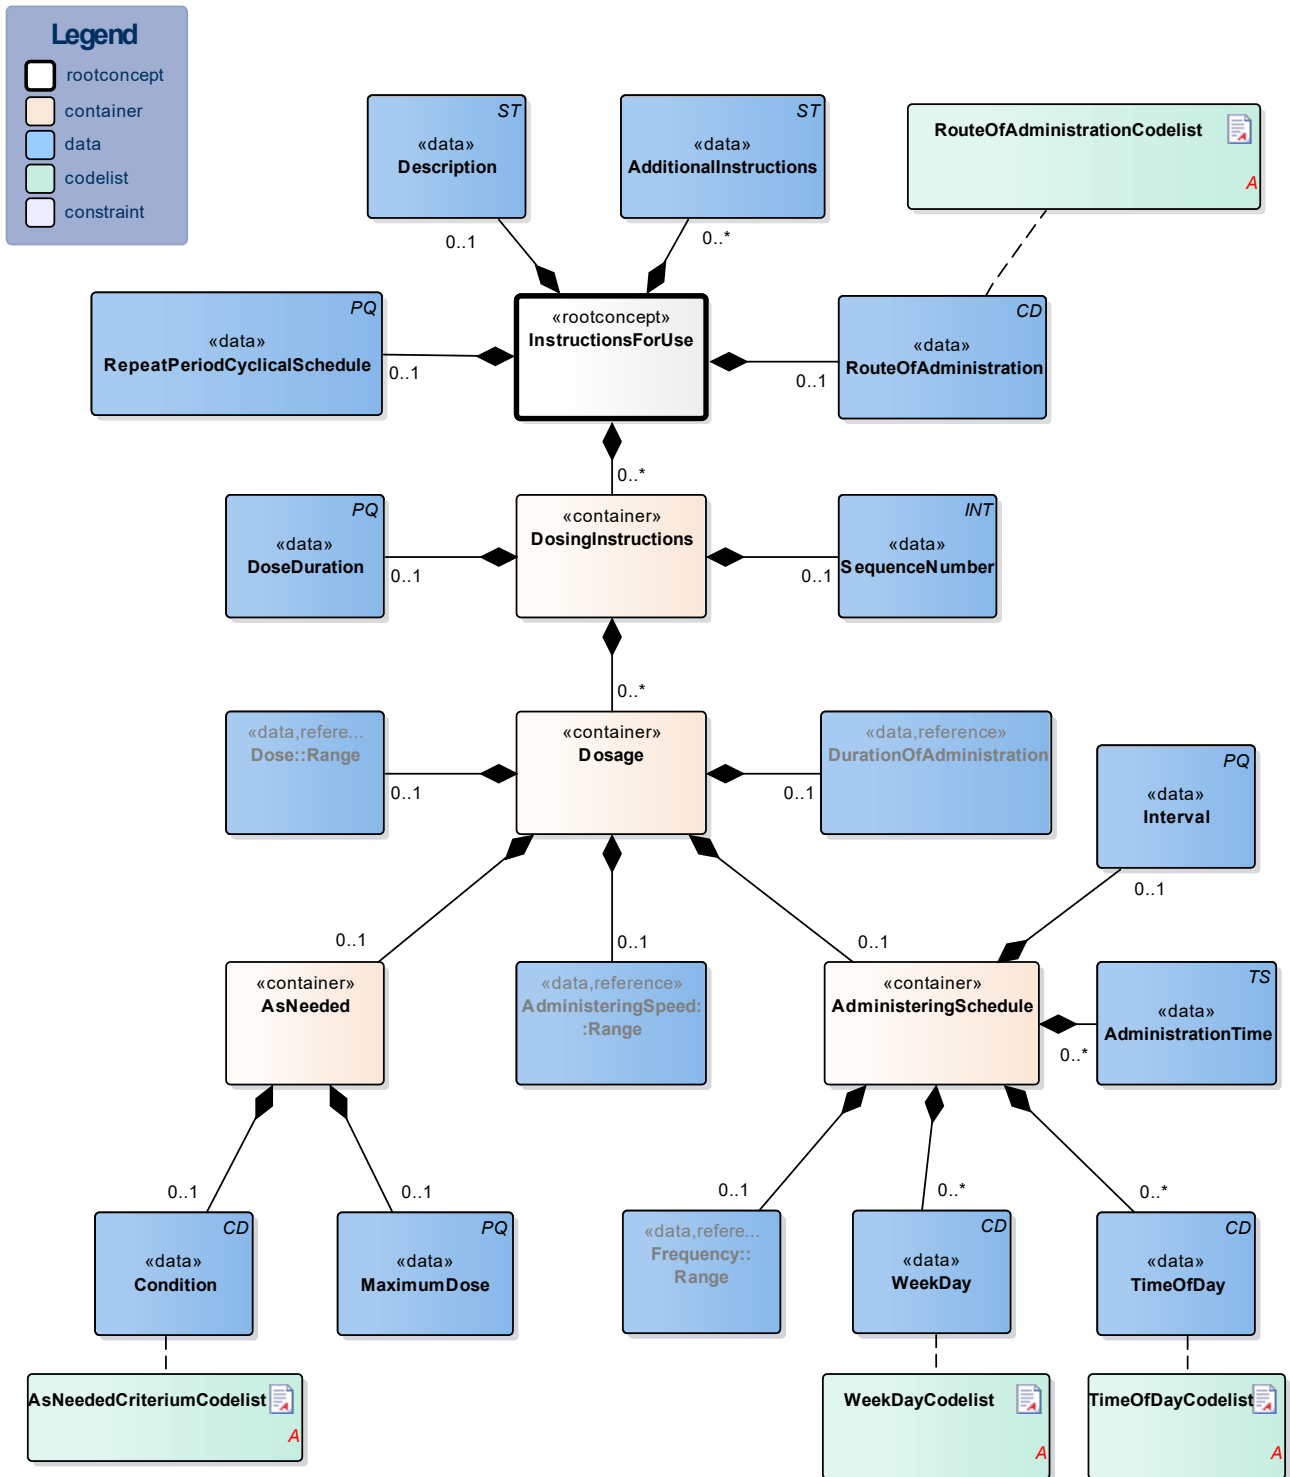 Legend
rootconcept
container
data
codelist
constraint
ST
«data»
Description
ST
«data»
AdditionalInstructions
RouteOfAdministrationCodelist
A
0..1
0..*
PQ
«data»
RepeatPeriodCyclicalSchedule
0..1
«rootconcept»
InstructionsForUse
CD
«data»
RouteOfAdministration
0..1
0..*
PQ
«data»
DoseDuration
0..1
«container»
DosingInstructions
INT
«data»
SequenceNumber
0..1
0..*
«data,refere...
Dose::Range
0..1
«container»
Dosage
«data,reference»
DurationOfAdministration
0..1
PQ
«data»
Interval
0..1
0..1
0..1
0..1
«container»
AsNeeded
«data,reference»
AdministeringSpeed:
:Range
«container»
AdministeringSchedule
TS
«data»
AdministrationTime
0..*
0..1
0..1
0..1
0..*
0..*
CD
«data»
Condition
PQ
«data»
MaximumDose
«data,refere...
Frequency::
Range
CD
«data»
WeekDay
CD
«data»
TimeOfDay
AsNeededCriteriumCodelist
A
WeekDayCodelist
A
TimeOfDayCodelist
A